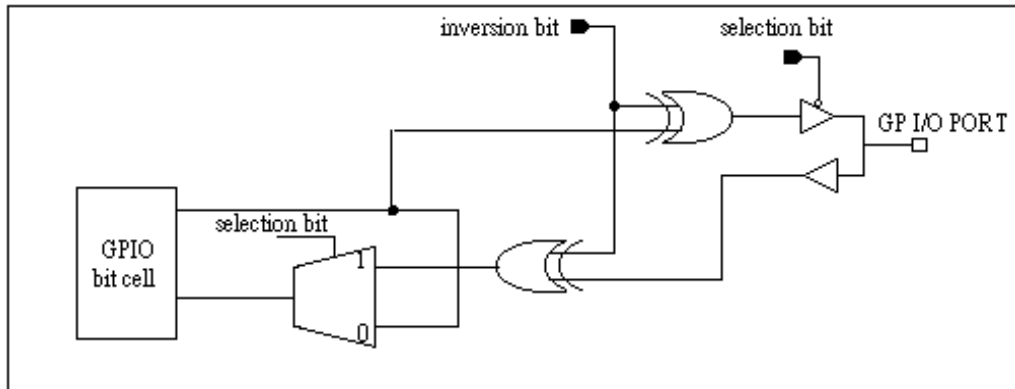 inversion bit
selection bit
GP I/O PORT
selection bit
GPIO
bit cell
1
0